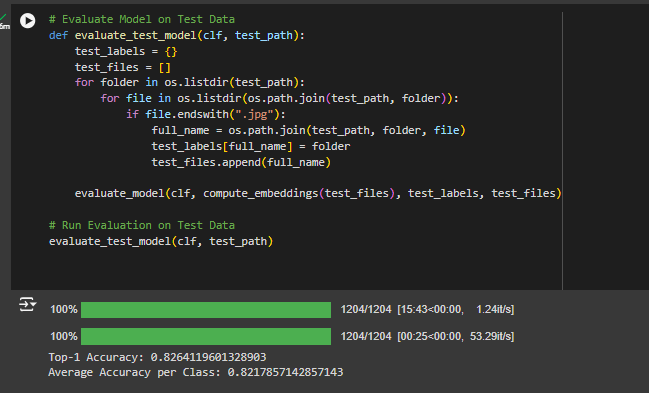 6m
# Evaluate Model on Test Data
def evaluate_test_model(clf, test_path):
    test_labels = {}
    test_files = []
    for folder in os.listdir(test_path):
        for file in os.listdir(os.path.join(test_path, folder)):
            if file.endswith(".jpg"):
                full_name = os.path.join(test_path, folder, file)
                test_labels[full_name] = folder
                test_files.append(full_name)
    evaluate_model(clf, compute_embeddings(test_files), test_labels, test_files)
# Run Evaluation on Test Data
evaluate_test_model(clf, test_path)
100% 1204/1204 [15:43<00:00, 1.24it/s]
100% 1204/1204 [00:25<00:00, 53.29it/s]
Top-1 Accuracy: 0.8264119601328903
Average Accuracy per Class: 0.8217857142857143